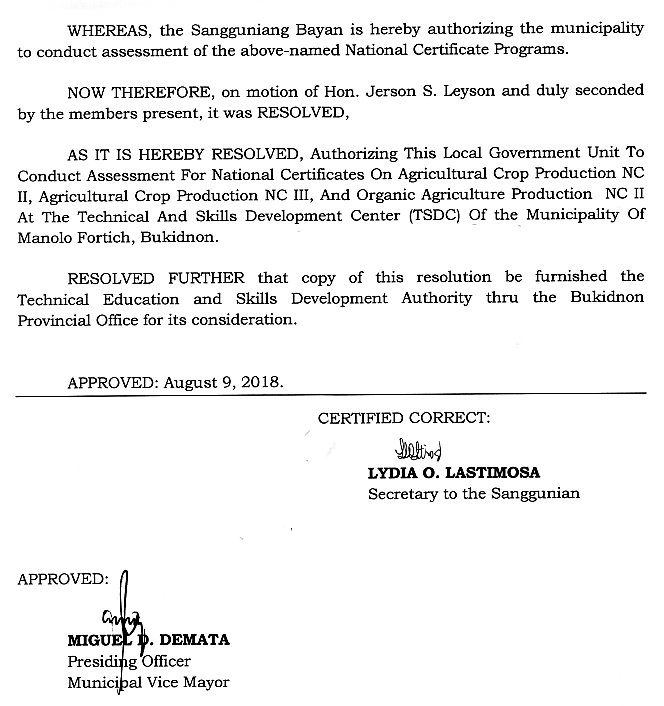 WHEREAS, the Sangguniang Bayan is hereby authorizing the municipality
to conduct assessment of the above-named National Certificate Programs.
NOW THEREFORE, on motion of Hon. Jerson S. Leyson and duly seconded
by the members present, it was RESOLVED,
AS IT IS HEREBY RESOLVED, Authorizing This Local Government Unit To
Conduct Assessment For National Certificates On Agricultural Crop Production NC
II, Agricultural Crop Production NC III, And Organic Agriculture Production NC II
At The Technical And Skills Development Center (TSDC) Of the Municipality Of
Manolo Fortich, Bukidnon.
RESOLVED FURTHER that copy of this resolution be furnished the
Technical Education and Skills Development Authority thru the Bukidnon
Provincial Office for its consideration.
APPROVED: August 9, 2018.
CERTIFIED CORRECT:
LYDIA O. LASTIMOSA
Secretary to the Sanggunian
APPROVED:
MIGUEL D. DEMATA
Presiding Officer
Municipal Vice Mayor